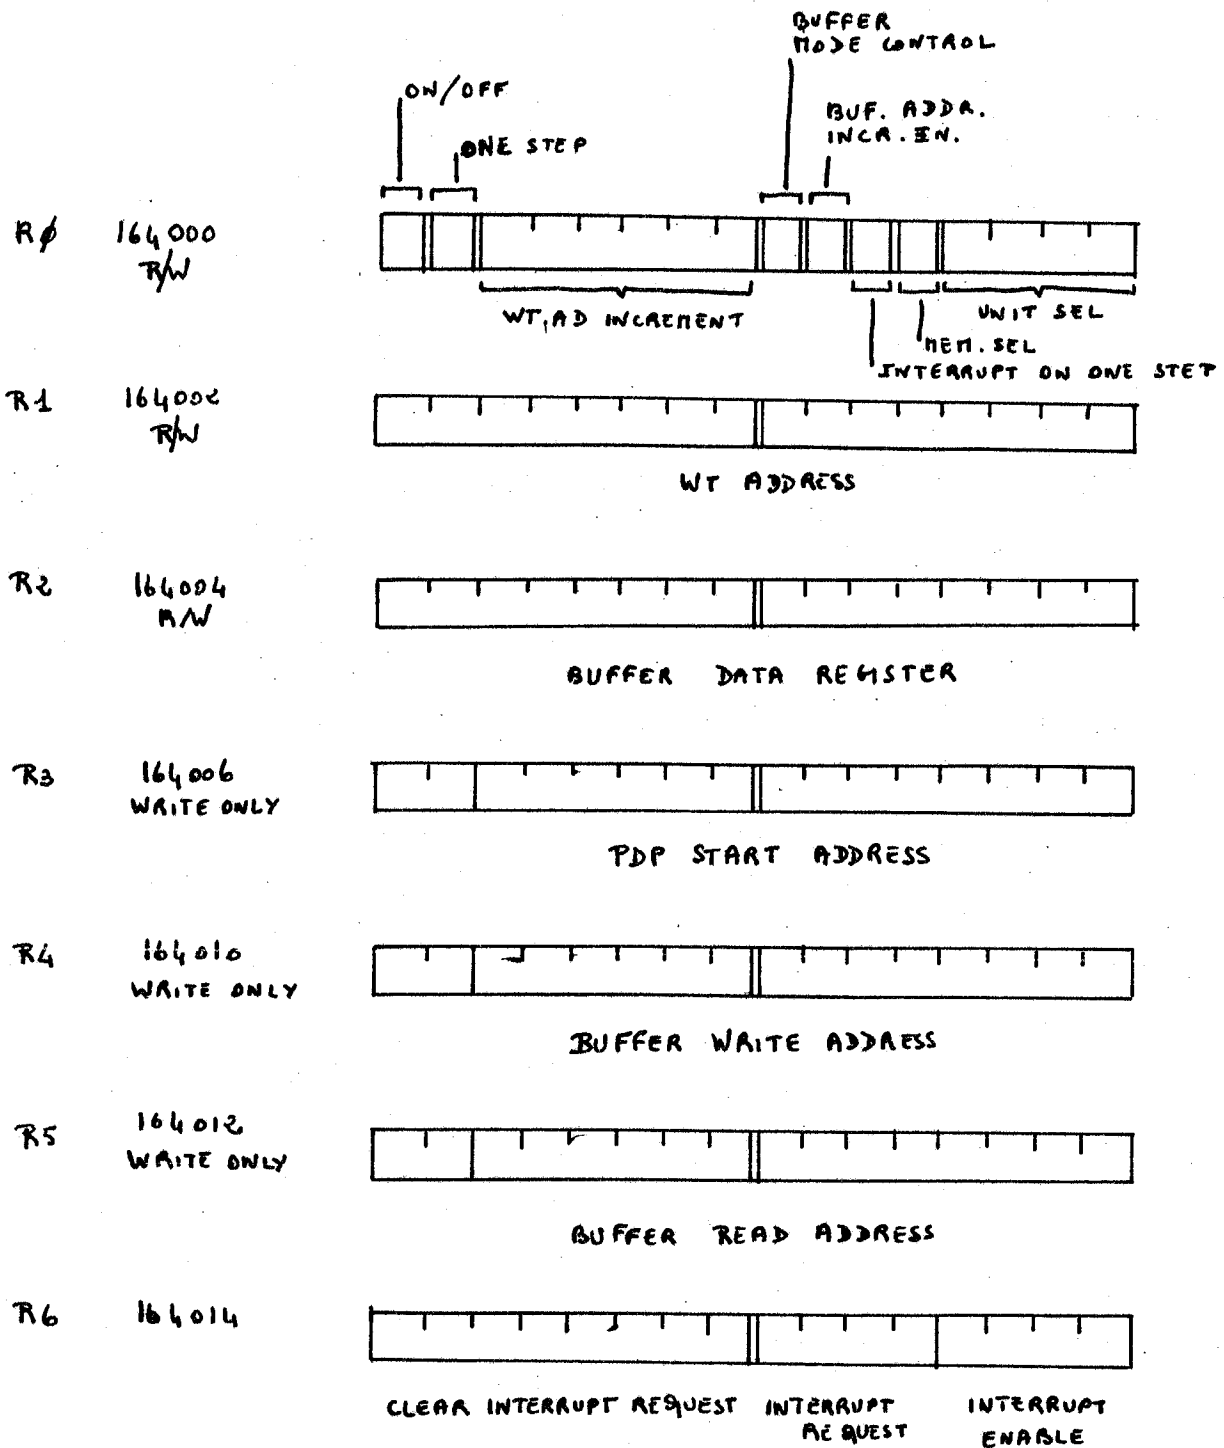 BUFFER
MODE CONTROL
ON/OFF
BUF. ADDR.
INCR. EN.
ONE STEP
RØ 164000
R/W
WT, AD INCREMENT
UNIT SEL
MEM. SEL
INTERRUPT ON ONE STEP
R1 164002
R/W
WT ADDRESS
R2 164004
R/W
BUFFER DATA REGISTER
R3 164006
WRITE ONLY
PDP START ADDRESS
R4 164010
WRITE ONLY
BUFFER WRITE ADDRESS
R5 164012
WRITE ONLY
BUFFER READ ADDRESS
R6 164014
CLEAR INTERRUPT REQUEST INTERRUPT INTERRUPT
REQUEST ENABLE